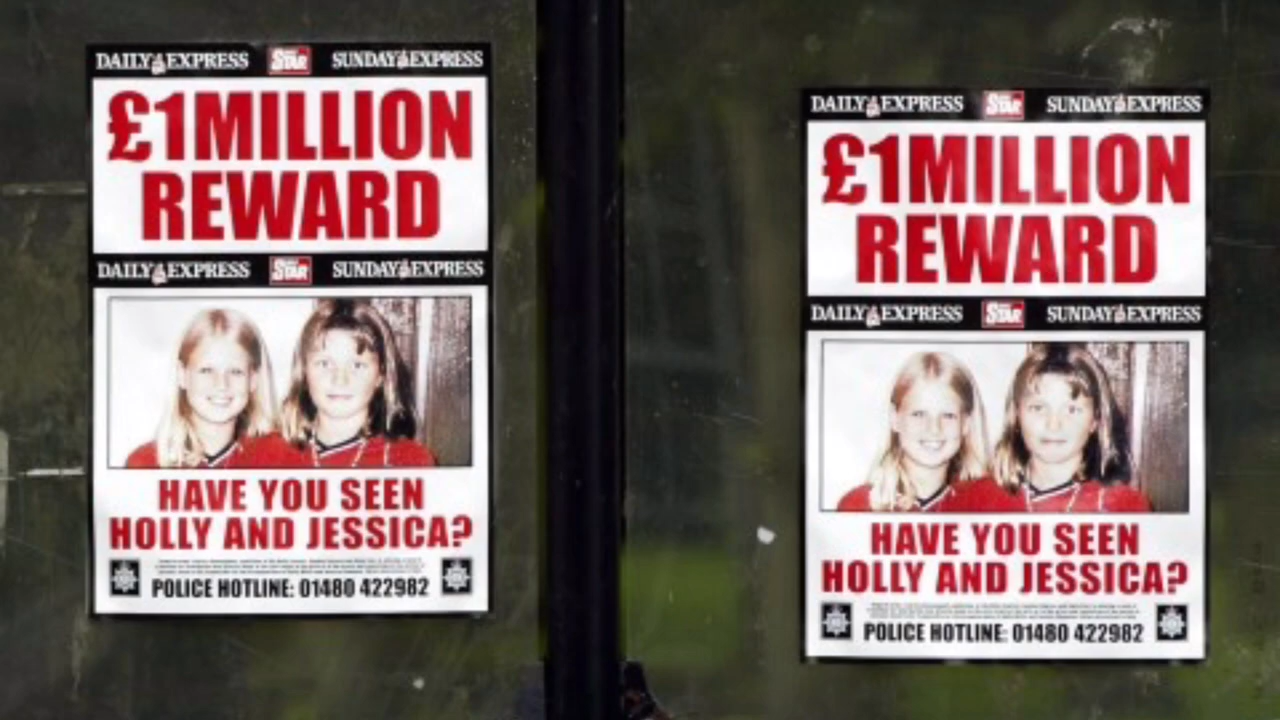 DAILY EXPRESS STAR SUNDAY EXPRESS
£1MILLION
REWARD
DAILY EXPRESS STAR SUNDAY EXPRESS
HAVE YOU SEEN
HOLLY AND JESSICA?
POLICE HOTLINE: 01480 422982
DAILY EXPRESS STAR SUNDAY EXPRESS
£1MILLION
REWARD
DAILY EXPRESS STAR SUNDAY EXPRESS
HAVE YOU SEEN
HOLLY AND JESSICA?
POLICE HOTLINE: 01480 422982